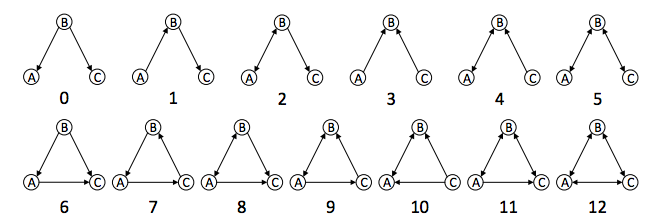 B B B B B B
A C A C A C A C A C A C
0 1 2 3 4 5
B B B B B B B
A C A C A C A C A C A C A C
6 7 8 9 10 11 12